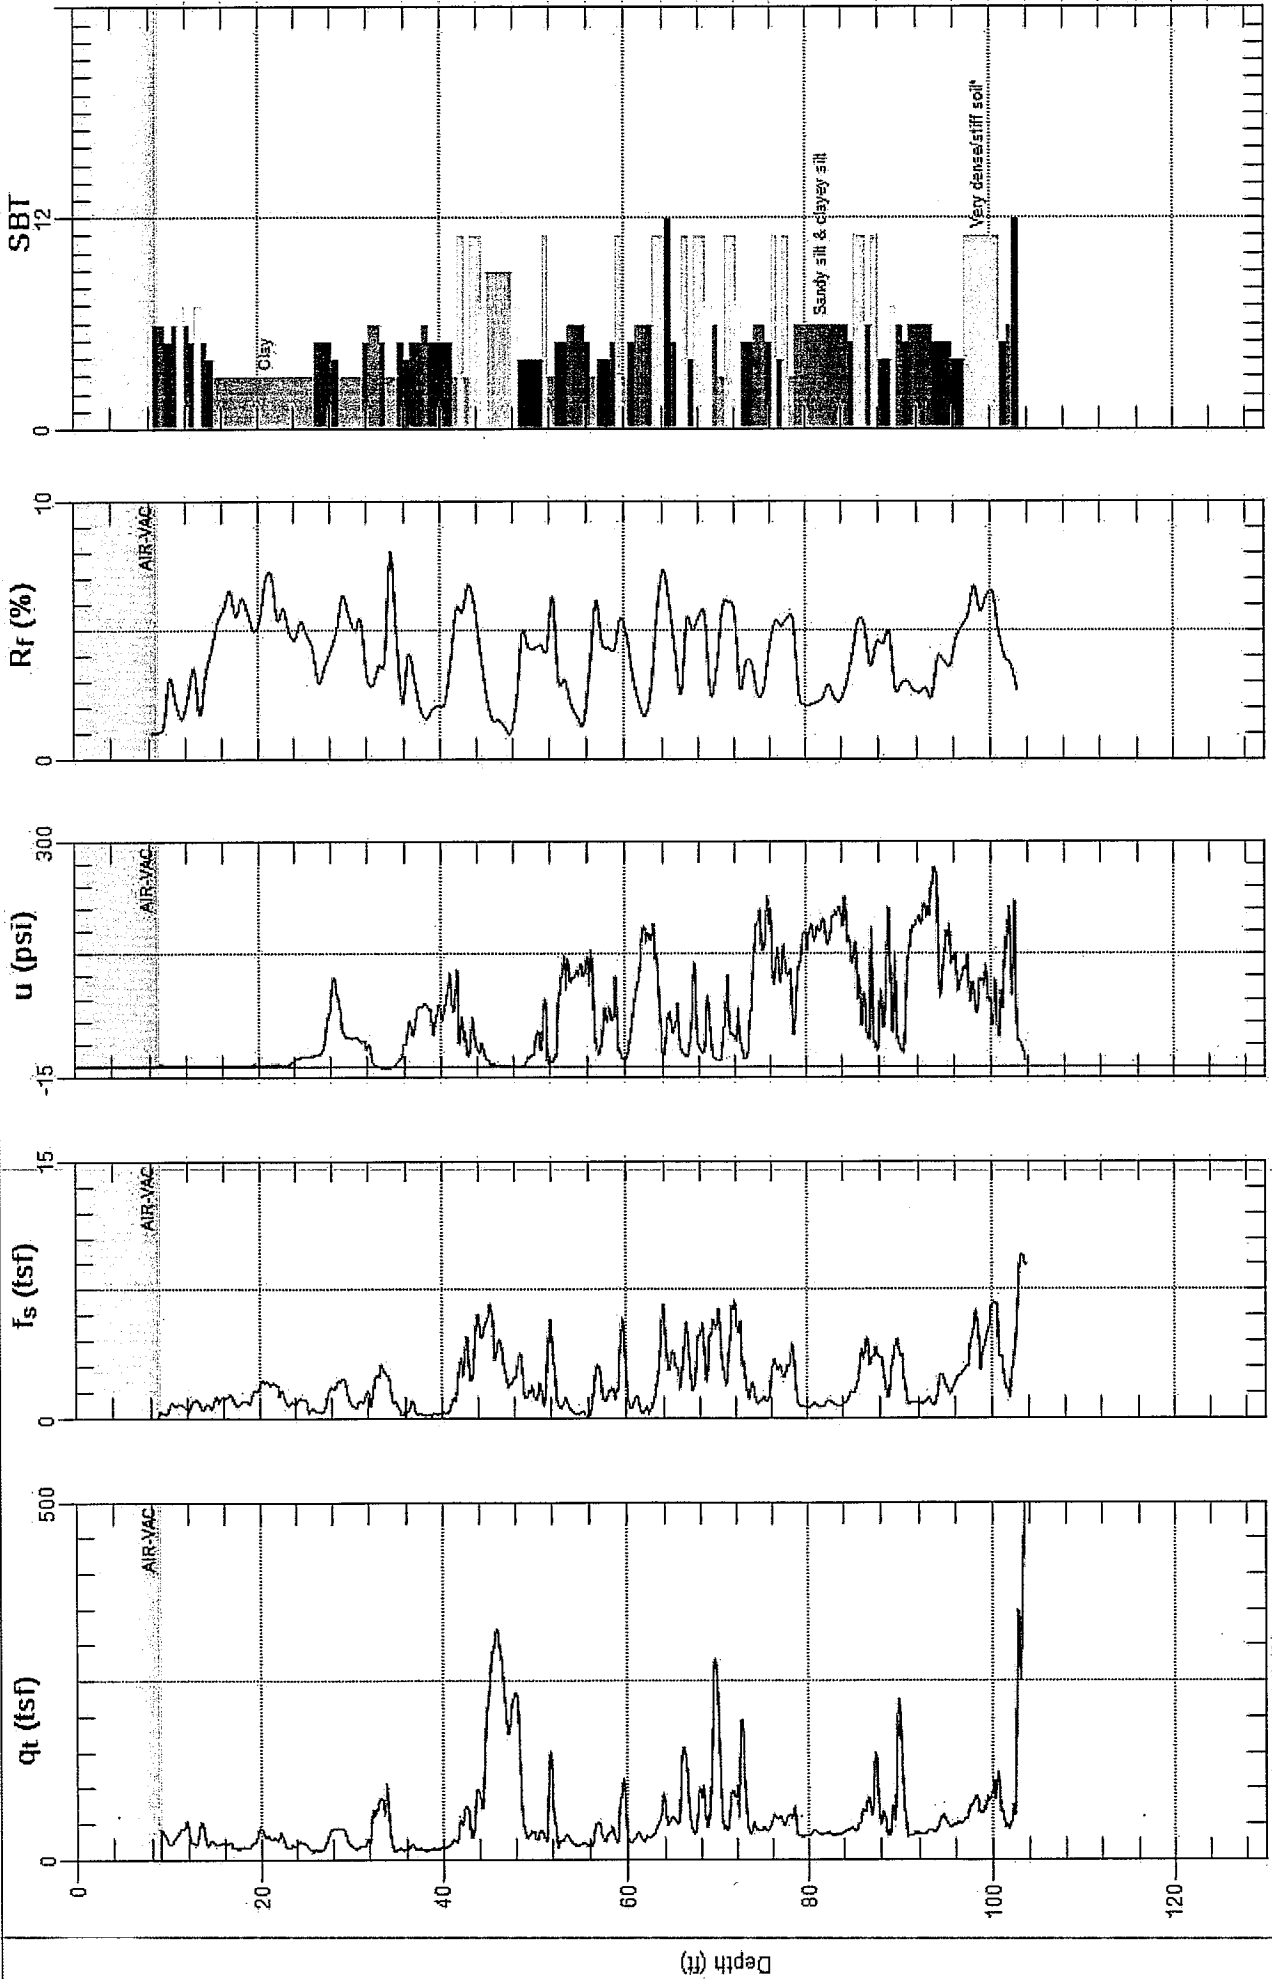 SBT
0
12
Clay
Sandy silt & clayey silt
Very dense/stiff soil*
Rf (%)
0
10
AIR-VAC
u (psi)
-15
300
AIR-VAC
fs (tsf)
0
15
AIR-VAC
qt (tsf)
0
500
AIR-VAC
0
20
40
60
80
100
120
Depth (ft)